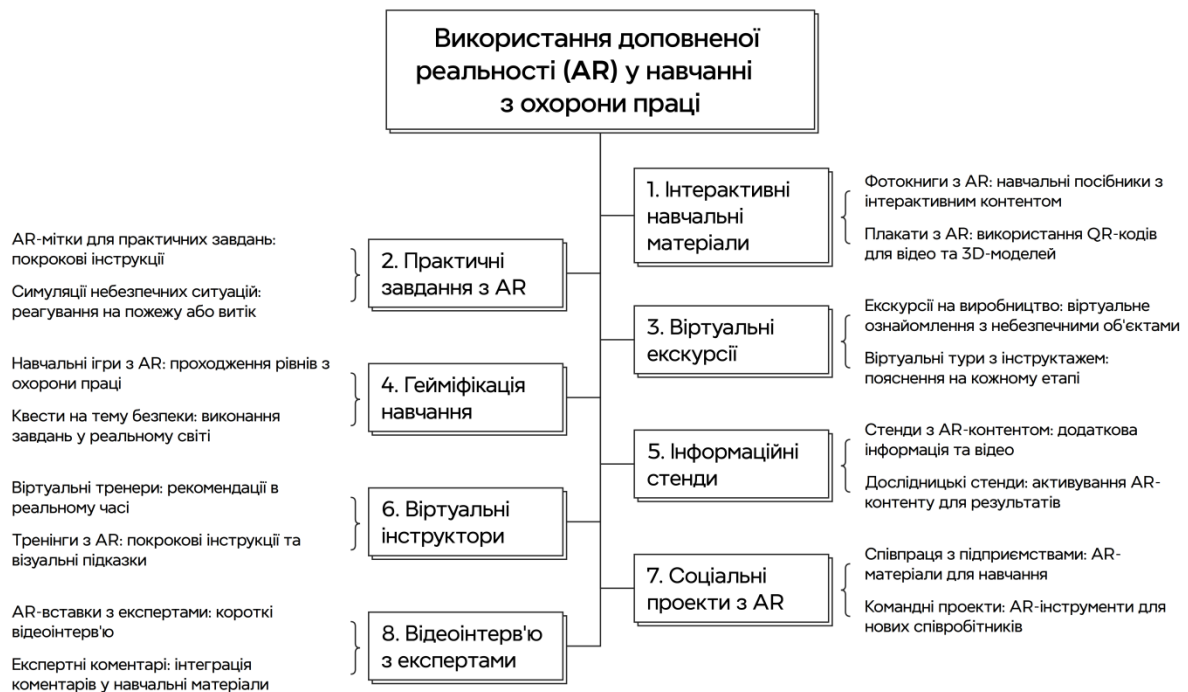 Використання доповненої
реальності (AR) у навчанні
з охорони праці
1. Інтерактивні
навчальні
матеріали
Фотокниги з AR: навчальні посібники з
інтерактивним контентом
Плакати з AR: використання QR-кодів
для відео та 3D-моделей
2. Практичні
завдання з AR
AR-мітки для практичних завдань:
покрокові інструкції
Симуляції небезпечних ситуацій:
реагування на пожежу або витік
3. Віртуальні
екскурсії
Екскурсії на виробництво: віртуальне
ознайомлення з небезпечними об'єктами
Віртуальні тури з інструктажем:
пояснення на кожному етапі
4. Гейміфікація
навчання
Навчальні ігри з AR: проходження рівнів з
охорони праці
Квести на тему безпеки: виконання
завдань у реальному світі
5. Інформаційні
стенди
Стенди з AR-контентом: додаткова
інформація та відео
Дослідницькі стенди: активування AR-
контенту для результатів
6. Віртуальні
інструктори
Віртуальні тренери: рекомендації в
реальному часі
Тренінги з AR: покрокові інструкції та
візуальні підказки
7. Соціальні
проекти з AR
Співпраця з підприємствами: AR-
матеріали для навчання
Командні проекти: AR-інструменти для
нових співробітників
8. Відеоінтерв'ю
з експертами
AR-вставки з експертами: короткі
відеоінтерв'ю
Експертні коментарі: інтеграція
коментарів у навчальні матеріали